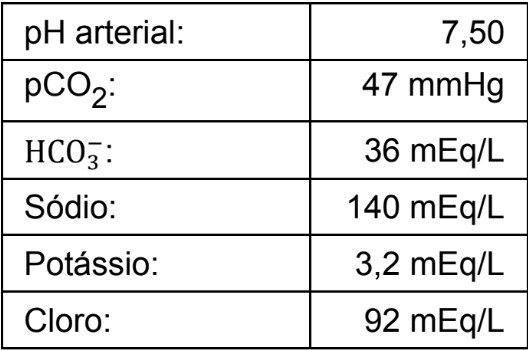 pH arterial: 7,50
pCO₂: 47 mmHg
HCO₃⁻: 36 mEq/L
Sódio: 140 mEq/L
Potássio: 3,2 mEq/L
Cloro: 92 mEq/L